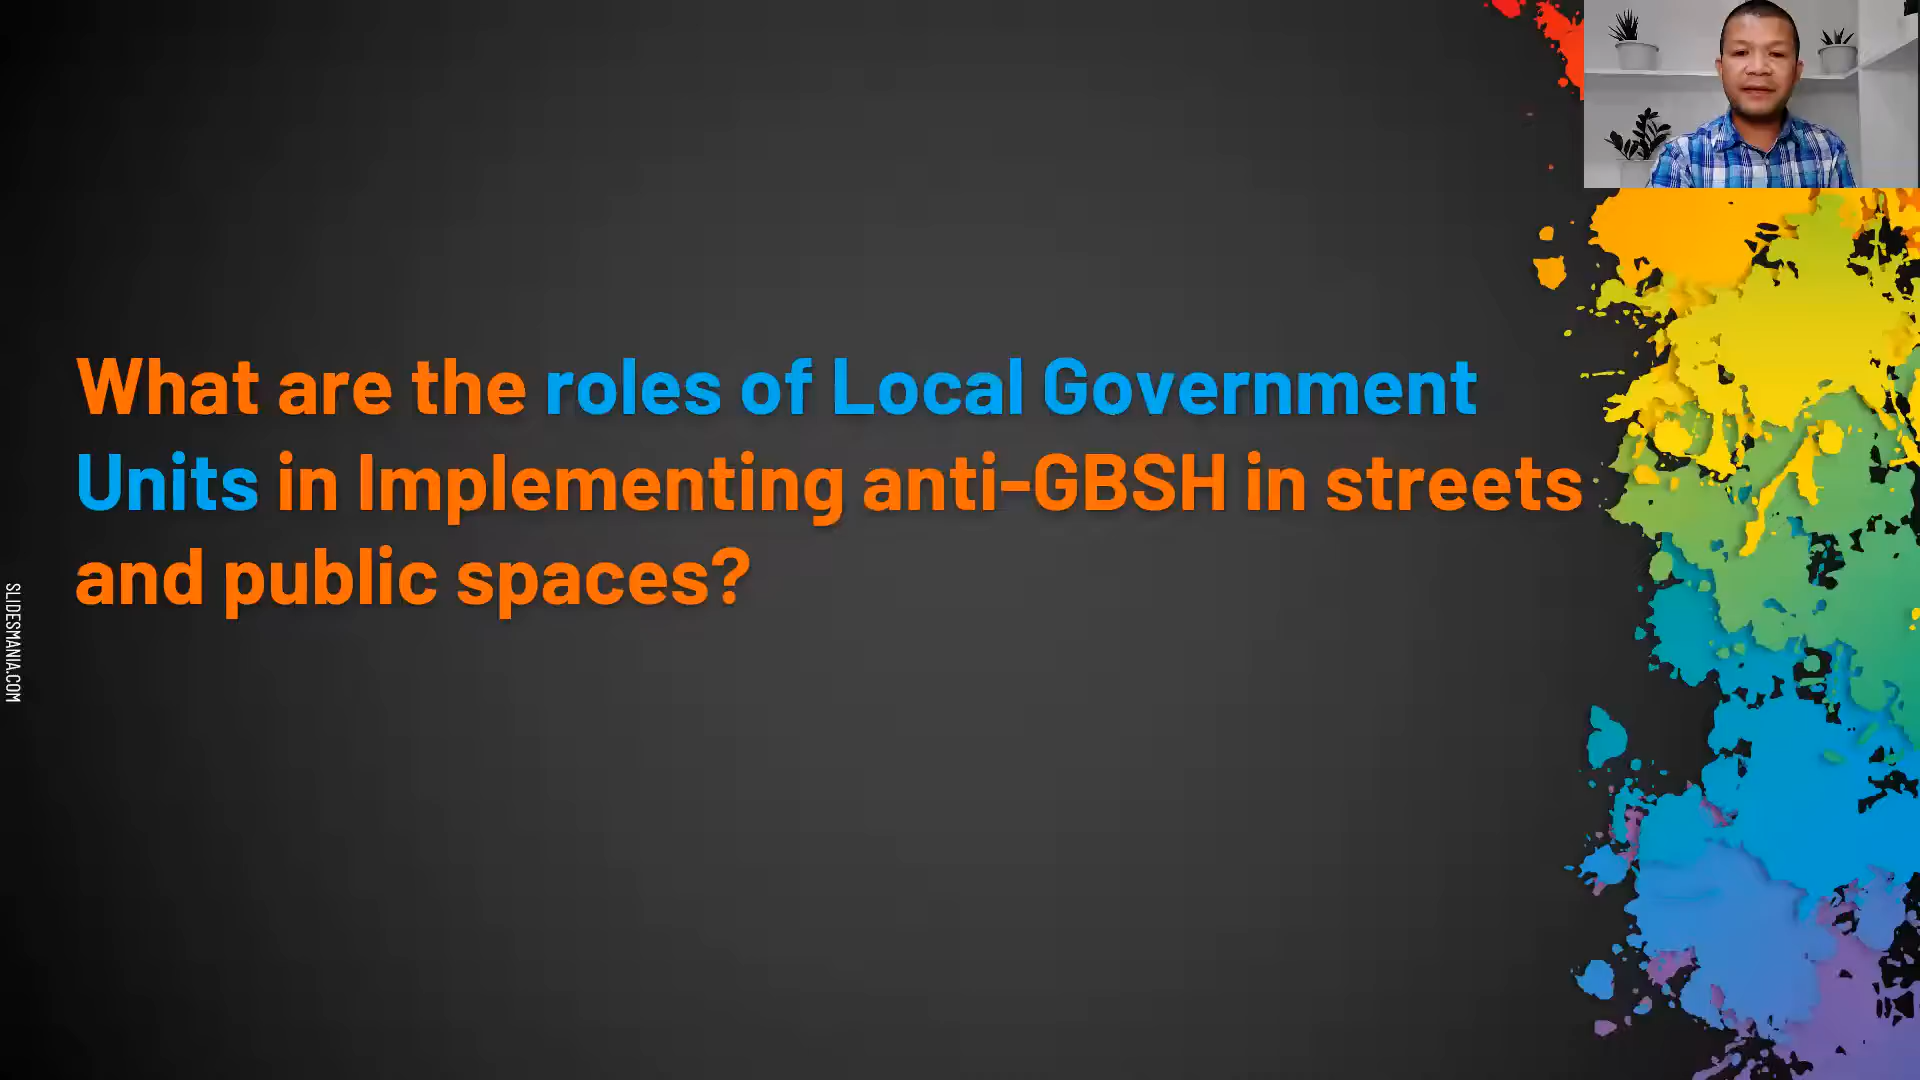 What are the roles of Local Government
Units in Implementing anti-GBSH in streets
and public spaces?
SLIDESMANIA.COM